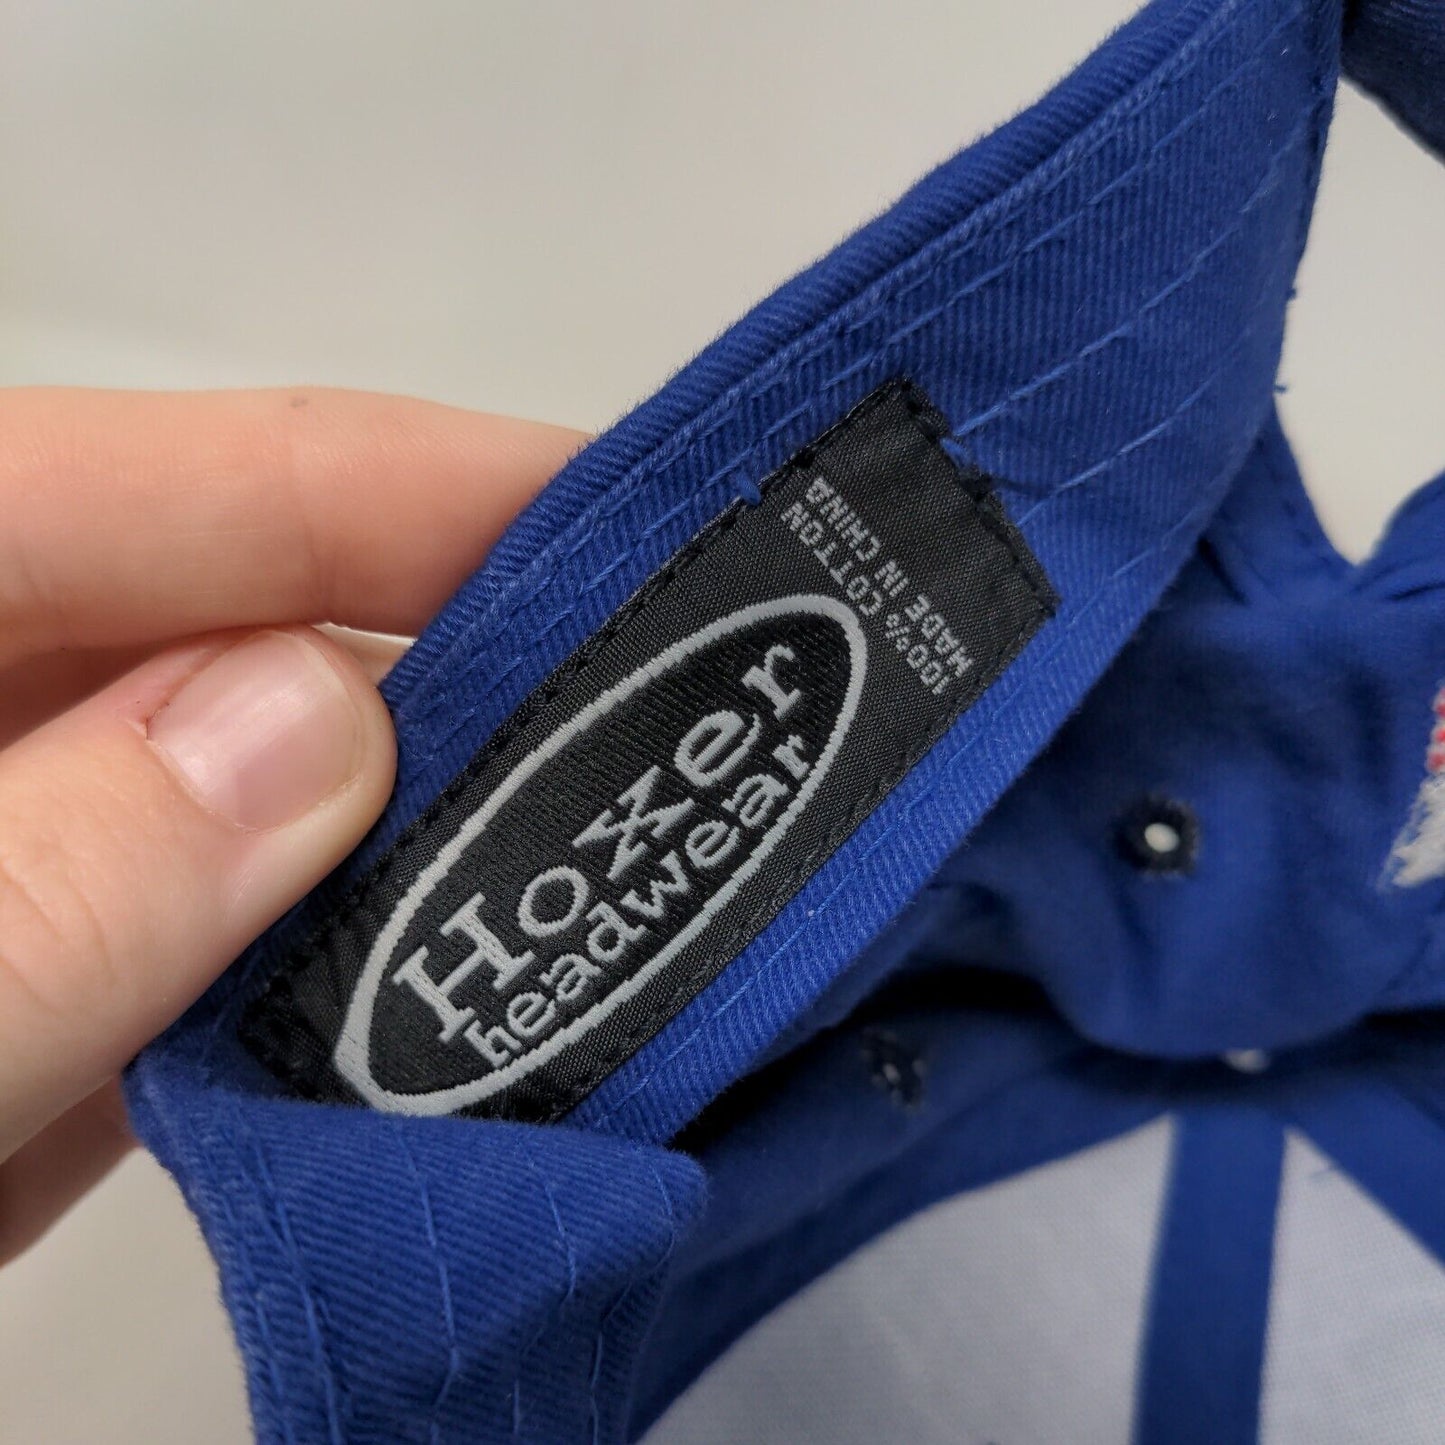 Hoxer
headwear
100% COTTON
MADE IN CHINA